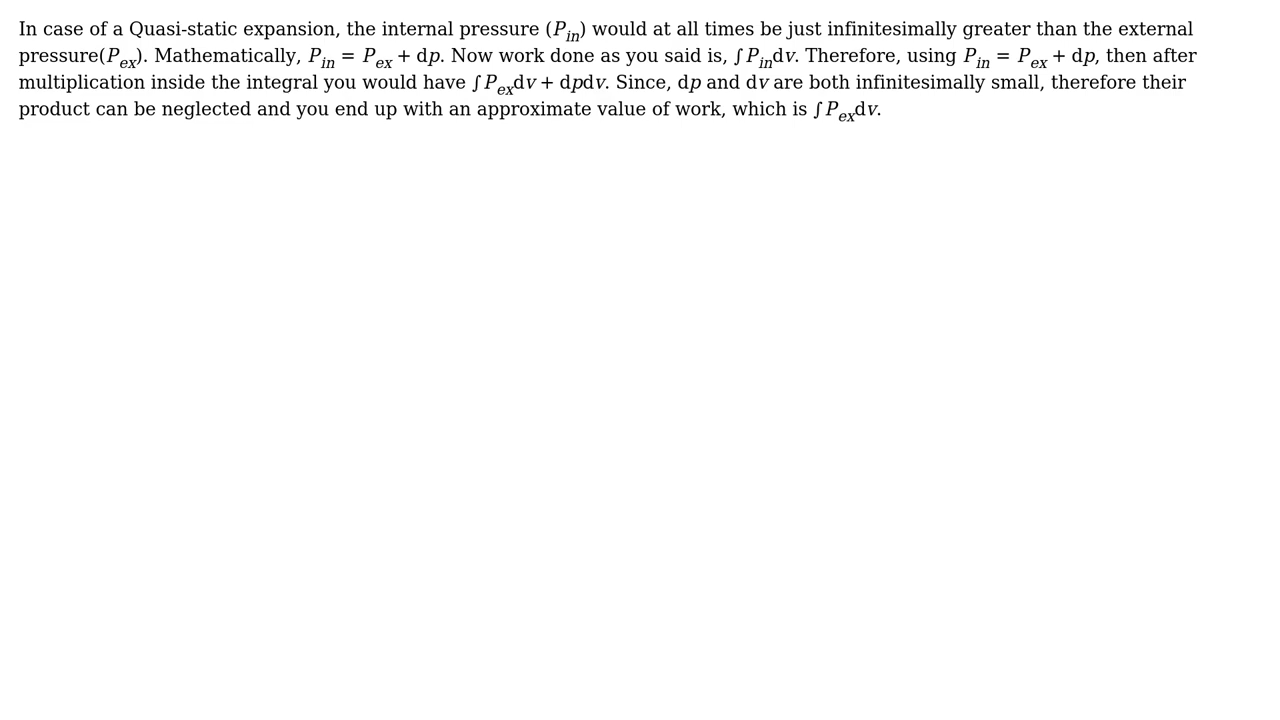 In case of a Quasi-static expansion, the internal pressure (P_in) would at all times be just infinitesimally greater than the external
pressure(P_ex). Mathematically, P_in = P_ex + dp. Now work done as you said is, ∫ P_in dv. Therefore, using P_in = P_ex + dp, then after
multiplication inside the integral you would have ∫ P_ex dv + dpdv. Since, dp and dv are both infinitesimally small, therefore their
product can be neglected and you end up with an approximate value of work, which is ∫ P_ex dv.